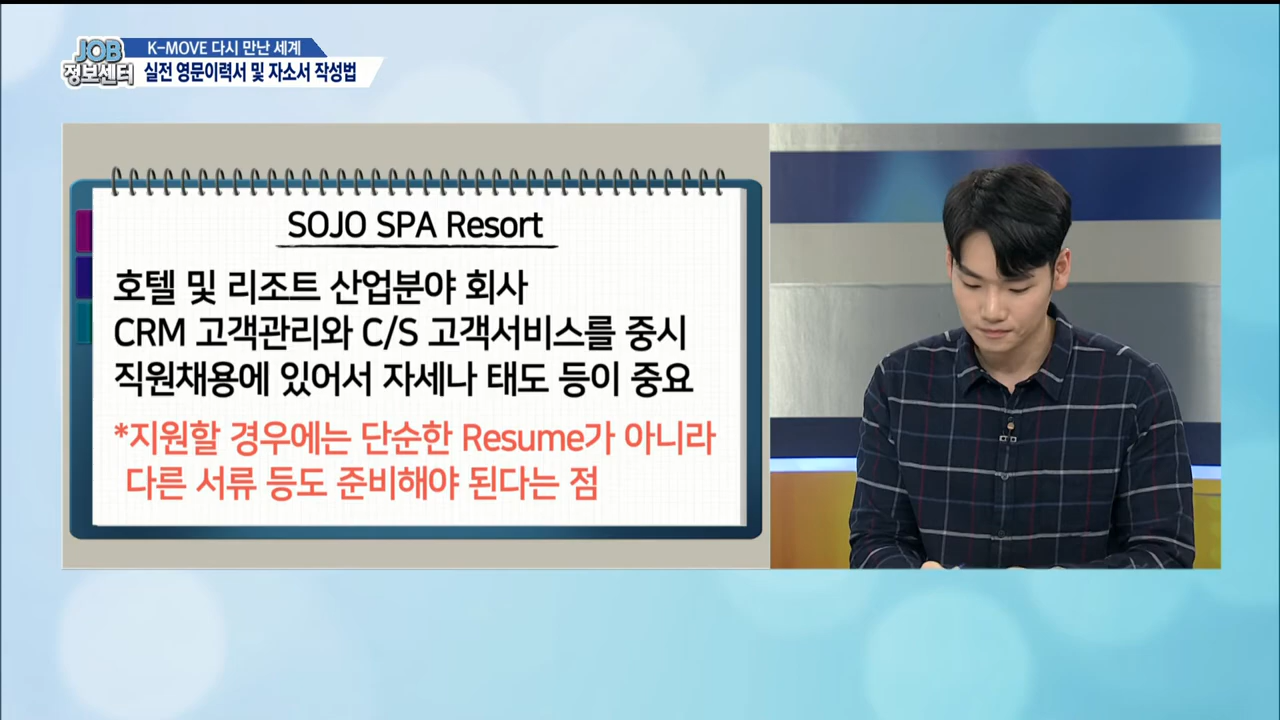 JOB
정보센터
K-MOVE 다시 만난 세계
실전 영문이력서 및 자소서 작성법
SOJO SPA Resort
호텔 및 리조트 산업분야 회사
CRM 고객관리와 C/S 고객서비스를 중시
직원채용에 있어서 자세나 태도 등이 중요
*지원할 경우에는 단순한 Resume가 아니라
다른 서류 등도 준비해야 된다는 점